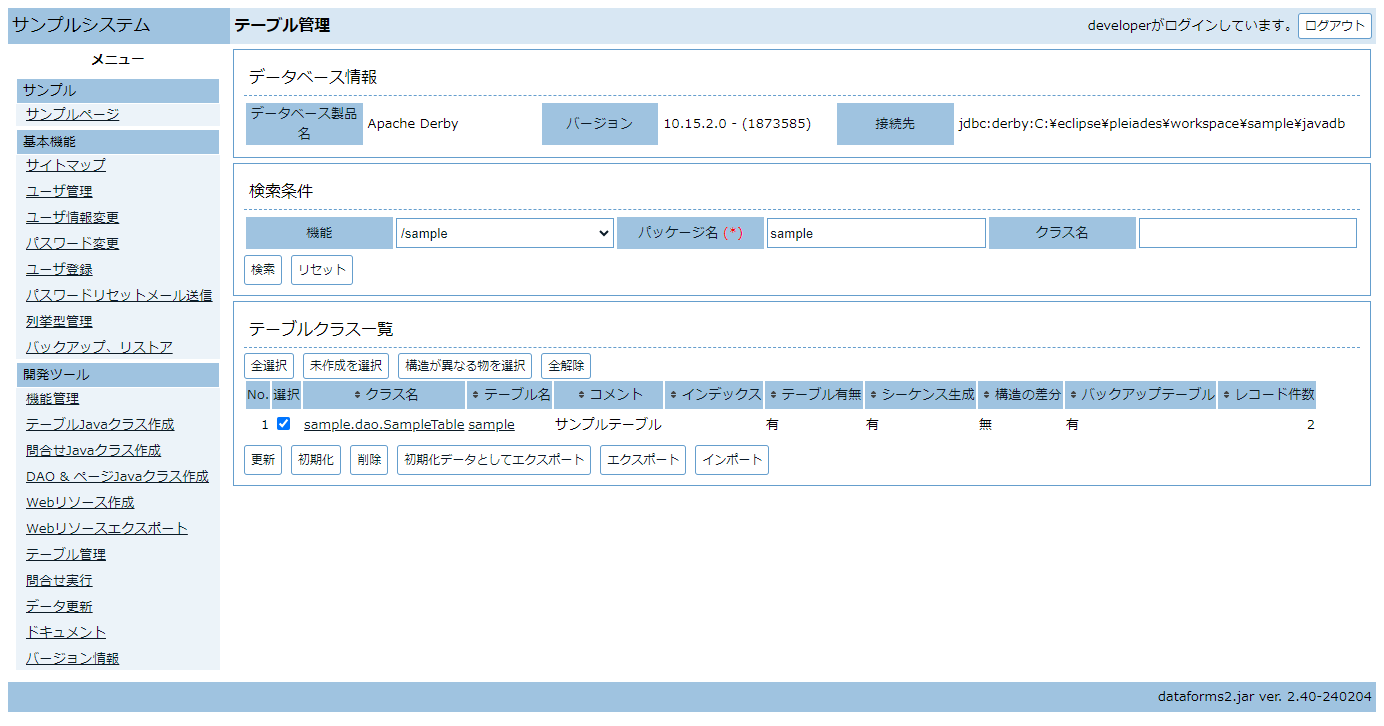 サンプルシステム
テーブル管理
developerがログインしています。 ログアウト
メニュー
サンプル
サンプルページ
基本機能
サイトマップ
ユーザ管理
ユーザ情報変更
パスワード変更
ユーザ登録
パスワードリセットメール送信
列挙型管理
バックアップ、リストア
開発ツール
機能管理
テーブルJavaクラス作成
問合せJavaクラス作成
DAO & ページJavaクラス作成
Webリソース作成
Webリソースエクスポート
テーブル管理
問合せ実行
データ更新
ドキュメント
バージョン情報
データベース情報
データベース製品
名
Apache Derby
バージョン
10.15.2.0 - (1873585)
接続先
jdbc:derby:C:¥eclipse¥pleiades¥workspace¥sample¥javadb
検索条件
機能 /sample パッケージ名 (*) sample クラス名
検索 リセット
テーブルクラス一覧
全選択 未作成を選択 構造が異なる物を選択 全解除
No. 選択 クラス名 テーブル名 コメント インデックス テーブル有無 シーケンス生成 構造の差分 バックアップテーブル レコード件数
1 sample.dao.SampleTable sample サンプルテーブル 有 有 無 有 2
更新 初期化 削除 初期化データとしてエクスポート エクスポート インポート
dataforms2.jar ver. 2.40-240204